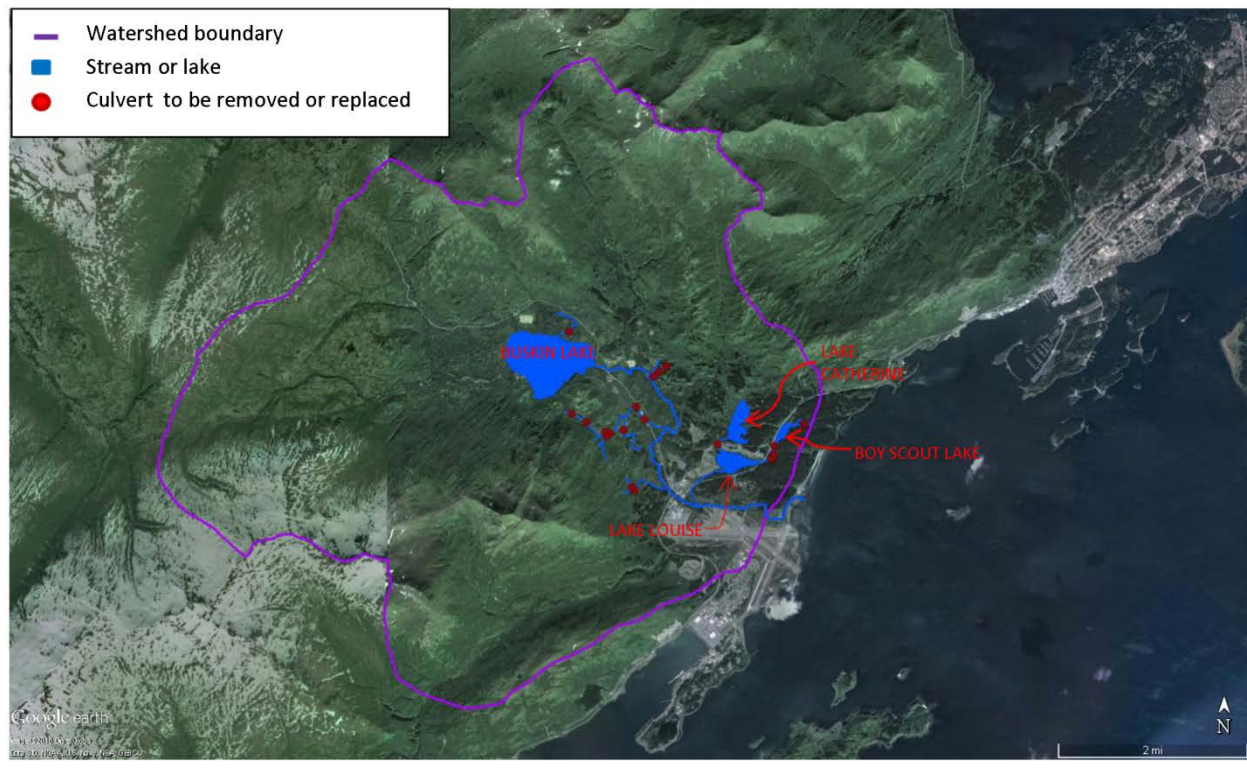 Watershed boundary
Stream or lake
Culvert to be removed or replaced
BUSKIN LAKE
LAKE
CATHERINE
BOY SCOUT LAKE
LAKE LOUISE
Google earth
N
2 mi